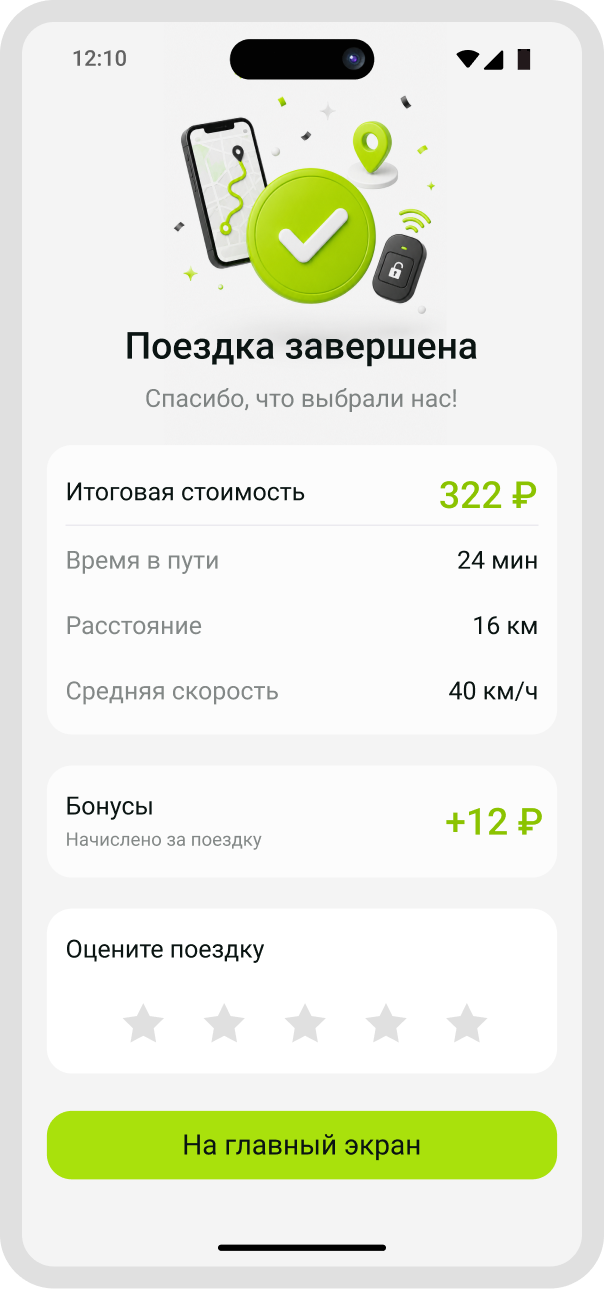 12:10
Поездка завершена
Спасибо, что выбрали нас!
Итоговая стоимость 322 ₽
Время в пути 24 мин
Расстояние 16 км
Средняя скорость 40 км/ч
Бонусы
Начислено за поездку
+12 ₽
Оцените поездку
На главный экран